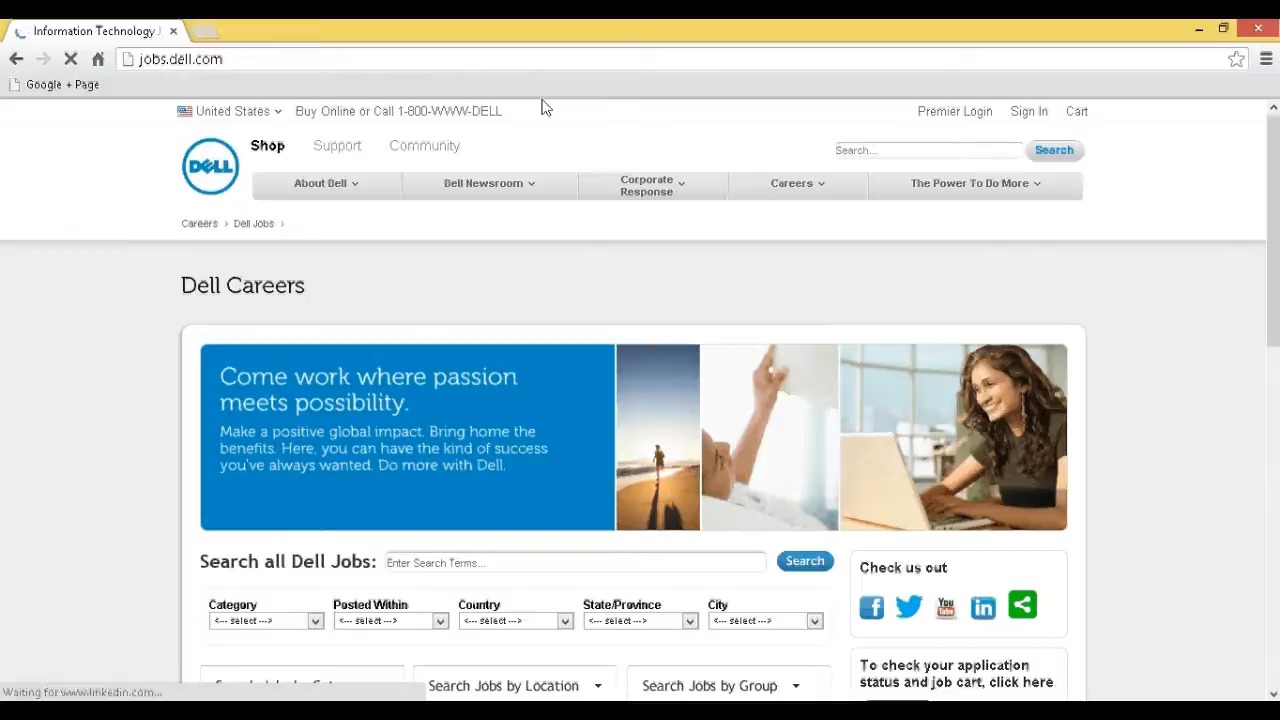 Information Technology J
jobs.dell.com
Google + Page
United States
Buy Online or Call 1-800-WWW-DELL
Premier Login
Sign In
Cart
DELL
Shop
Support
Community
Search...
Search
About Dell
Dell Newsroom
Corporate
Response
Careers
The Power To Do More
Careers
Dell Jobs
Dell Careers
Come work where passion
meets possibility.
Make a positive global impact. Bring home the
benefits. Here, you can have the kind of success
you've always wanted. Do more with Dell.
Search all Dell Jobs:
Enter Search Terms...
Search
Check us out
You Tube
in
Category
Posted Within
Country
State/Province
City
<--- select --->
<--- select --->
<--- select --->
<--- select --->
<--- select --->
To check your application
status and job cart, click here
Search Jobs by Location
Search Jobs by Group
Waiting for www.linkedin.com...